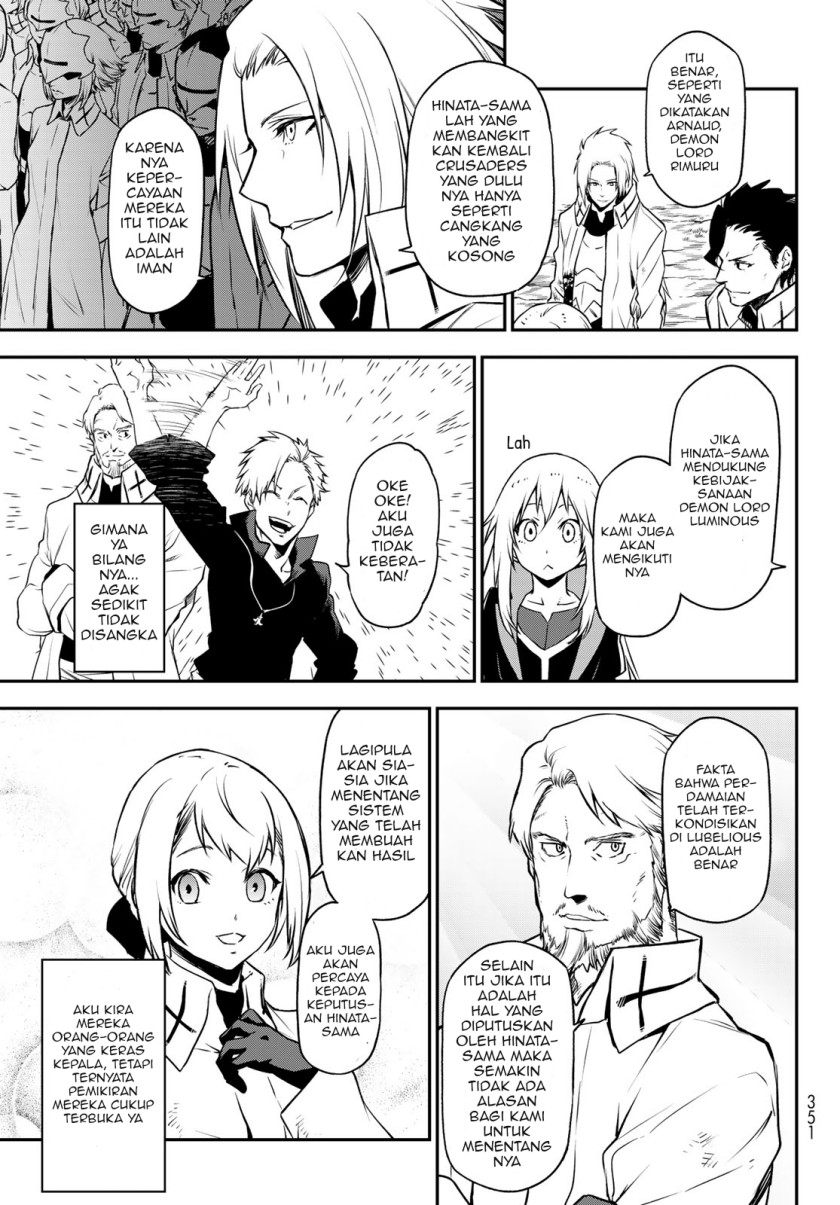 ITU
BENAR,
SEPERTI
YANG
DIKATAKAN
ARNAUD,
DEMON
LORD
RIMURU
HINATA-SAMA
LAH YANG
MEMBANGKIT
KAN KEMBALI
CRUSADERS
YANG DULU
NYA HANYA
SEPERTI
CANGKANG
YANG
KOSONG
KARENA
NYA
KEPER-
CAYAAN
MEREKA
ITU TIDAK
LAIN
ADALAH
IMAN
JIKA
HINATA-SAMA
MENDUKUNG
KEBIJAK-
SANAAN
DEMON LORD
LUMINOUS
MAKA
KAMI JUGA
AKAN
MENGIKUTI
NYA
Lah
OKE
OKE!
AKU
JUGA
TIDAK
KEBERA-
TAN!
GIMANA
YA
BILANG
NYA...
AGAK
SEDIKIT
TIDAK
DISANGKA
FAKTA
BAHWA PER-
DAMAIAN
TELAH TER-
KONDISIKAN
DI LUBELIOUS
ADALAH
BENAR
SELAIN
ITU JIKA ITU
ADALAH
HAL YANG
DIPUTUSKAN
OLEH HINATA-
SAMA MAKA
SEMAKIN
TIDAK ADA
ALASAN
BAGI KAMI
UNTUK
MENENTANG
NYA
LAGIPULA
AKAN SIA-
SIA JIKA
MENENTANG
SISTEM
YANG TELAH
MEMBUAH
KAN HASIL
AKU JUGA
AKAN
PERCAYA
KEPADA
KEPUTUS-
AN HINATA-
SAMA
AKU KIRA
MEREKA
ORANG-ORANG
YANG KERAS
KEPALA, TETAPI
TERNYATA
PEMIKIRAN
MEREKA CUKUP
TERBUKA YA
351